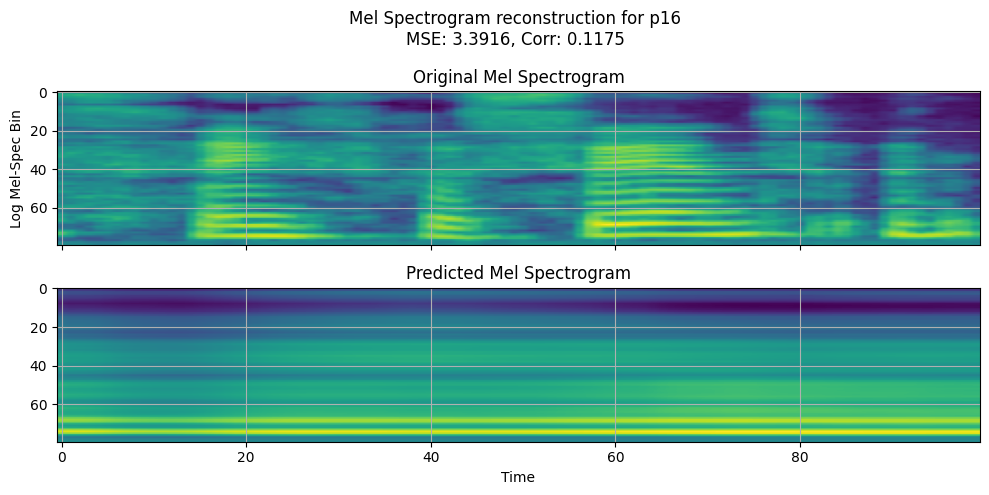 Mel Spectrogram reconstruction for p16
MSE: 3.3916, Corr: 0.1175
Original Mel Spectrogram
0
20
40
60
Log Mel-Spec Bin
Predicted Mel Spectrogram
0
20
40
60
0 20 40 60 80
Time